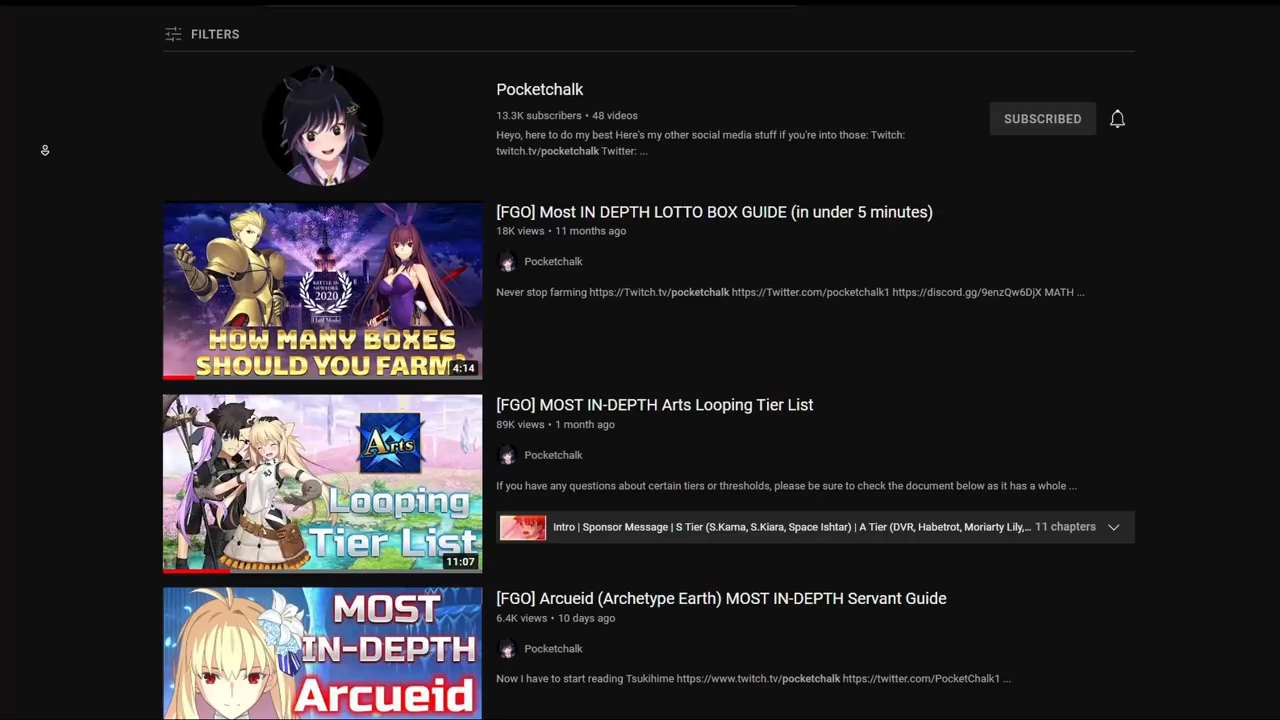 FILTERS
Pocketchalk
13.3K subscribers • 48 videos
SUBSCRIBED
Heyo, here to do my best Here's my other social media stuff if you're into those: Twitch:
twitch.tv/pocketchalk Twitter: ...
BATTLE IN
NEW YORK
2020
HOW MANY BOXES
SHOULD YOU FARM?
4:14
[FGO] Most IN DEPTH LOTTO BOX GUIDE (in under 5 minutes)
18K views • 11 months ago
Pocketchalk
Never stop farming https://Twitch.tv/pocketchalk https://Twitter.com/pocketchalk1 https://discord.gg/9enzQw6DjX MATH ...
Arts
Looping
Tier List
11:07
[FGO] MOST IN-DEPTH Arts Looping Tier List
89K views • 1 month ago
Pocketchalk
If you have any questions about certain tiers or thresholds, please be sure to check the document below as it has a whole ...
Intro | Sponsor Message | S Tier (S.Kama, S.Kiara, Space Ishtar) | A Tier (DVR, Habetrot, Moriarty Lily,... 11 chapters
MOST
IN-DEPTH
Arcueid
[FGO] Arcueid (Archetype Earth) MOST IN-DEPTH Servant Guide
6.4K views • 10 days ago
Pocketchalk
Now I have to start reading Tsukihime https://www.twitch.tv/pocketchalk https://twitter.com/PocketChalk1 ...